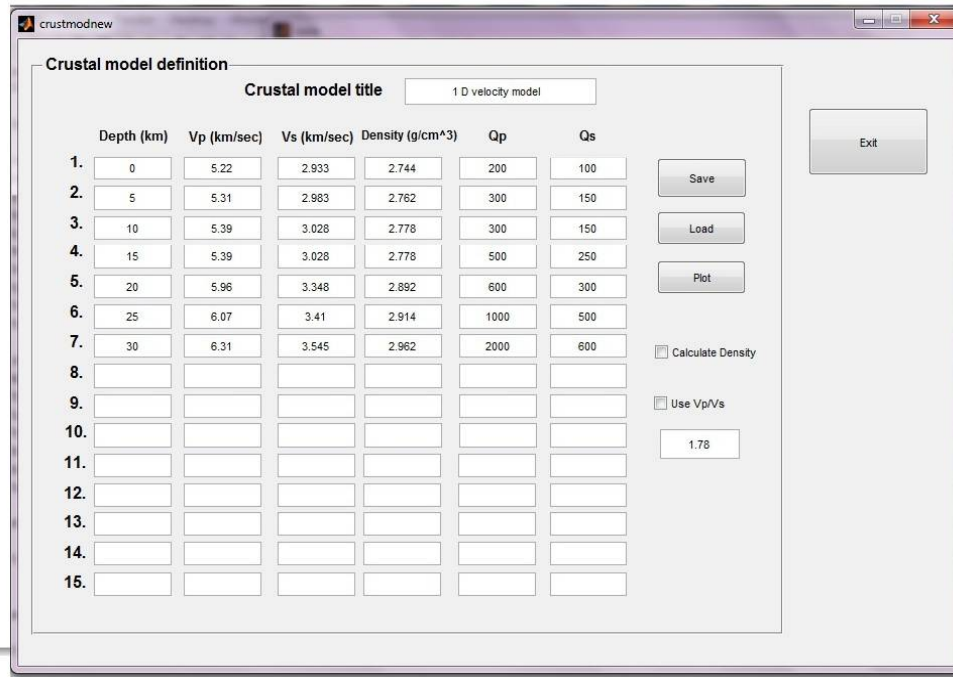 crustmodnew
Crustal model definition
Crustal model title 1 D velocity model
Depth (km) Vp (km/sec) Vs (km/sec) Density (g/cm^3) Qp Qs
Exit
1. 0 5.22 2.933 2.744 200 100
Save
2. 5 5.31 2.983 2.762 300 150
3. 10 5.39 3.028 2.778 300 150
Load
4. 15 5.39 3.028 2.778 500 250
5. 20 5.96 3.348 2.892 600 300
Plot
6. 25 6.07 3.41 2.914 1000 500
7. 30 6.31 3.545 2.962 2000 600
Calculate Density
8.
9.
Use Vp/Vs
10.
1.78
11.
12.
13.
14.
15.